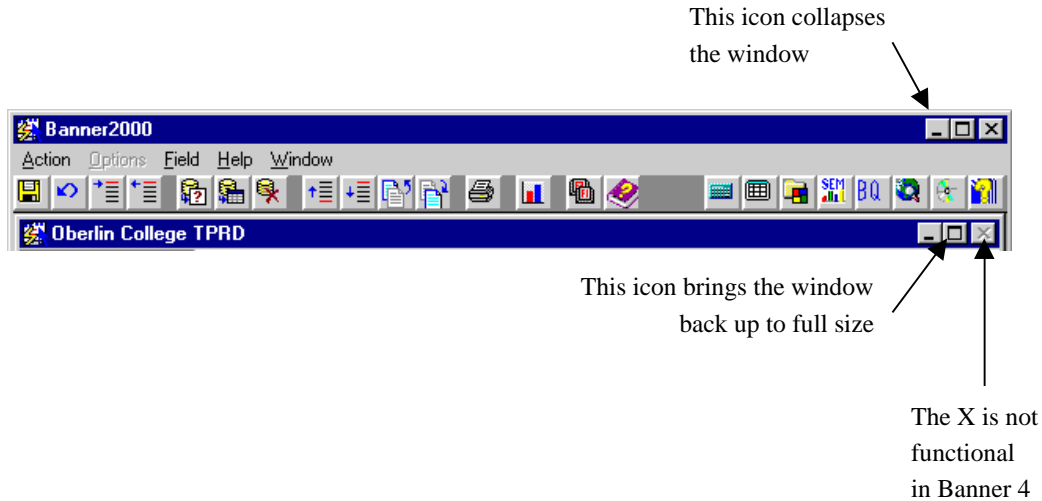 This icon collapses
the window
Banner2000
Action Options Field Help Window
SEM
BQ
Oberlin College TPRD
This icon brings the window
back up to full size
The X is not
functional
in Banner 4